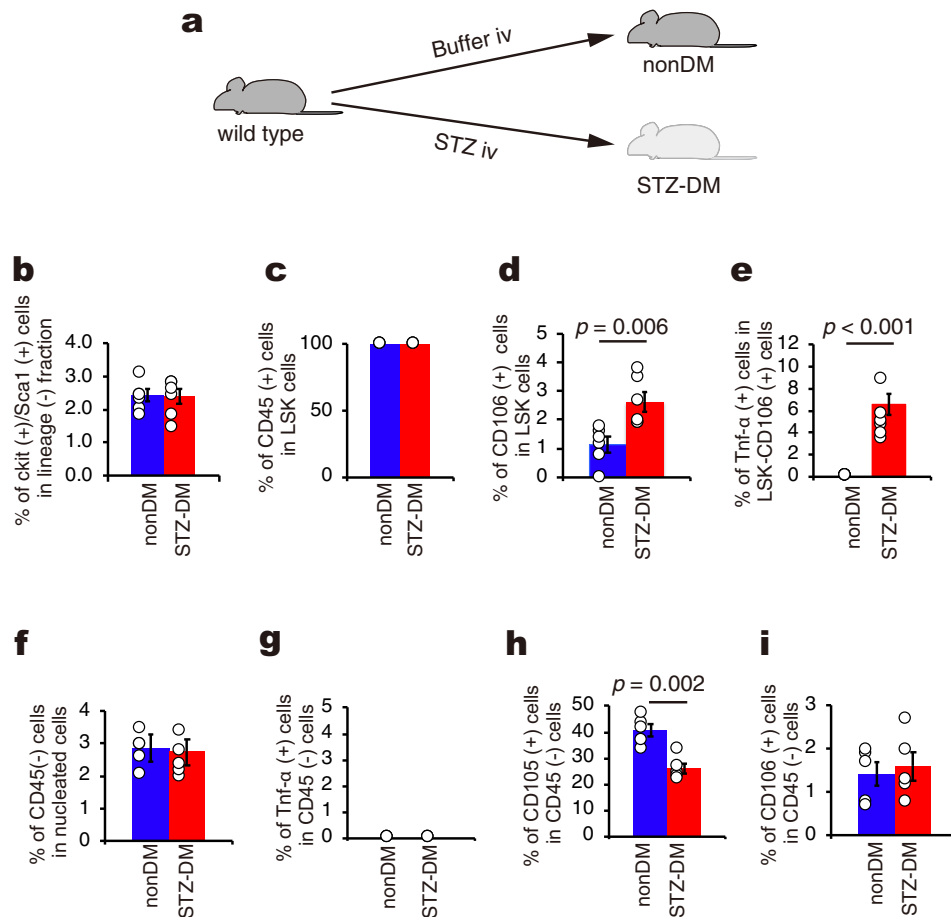 a
Buffer iv
nonDM
wild type
STZ iv
STZ-DM
b
% of ckit (+)/Sca1 (+) cells
in lineage (-) fraction
4.0
3.0
2.0
1.0
0.0
nonDM
STZ-DM
c
% of CD45 (+) cells
in LSK cells
100
50
0
nonDM
STZ-DM
d
% of CD106 (+) cells
in LSK cells
5
4
3
2
1
0
p = 0.006
nonDM
STZ-DM
e
% of Tnf-α (+) cells in
LSK-CD106 (+) cells
p < 0.001
12
10
8
6
4
2
0
nonDM
STZ-DM
f
% of CD45(-) cells
in nucleated cells
4
3
2
1
0
nonDM
STZ-DM
g
% of Tnf-α (+) cells
in CD45 (-) cells
5
4
3
2
1
0
nonDM
STZ-DM
h
% of CD105 (+) cells
in CD45 (-) cells
p = 0.002
50
40
30
20
10
0
nonDM
STZ-DM
i
% of CD106 (+) cells
in CD45 (-) cells
3
2
1
0
nonDM
STZ-DM